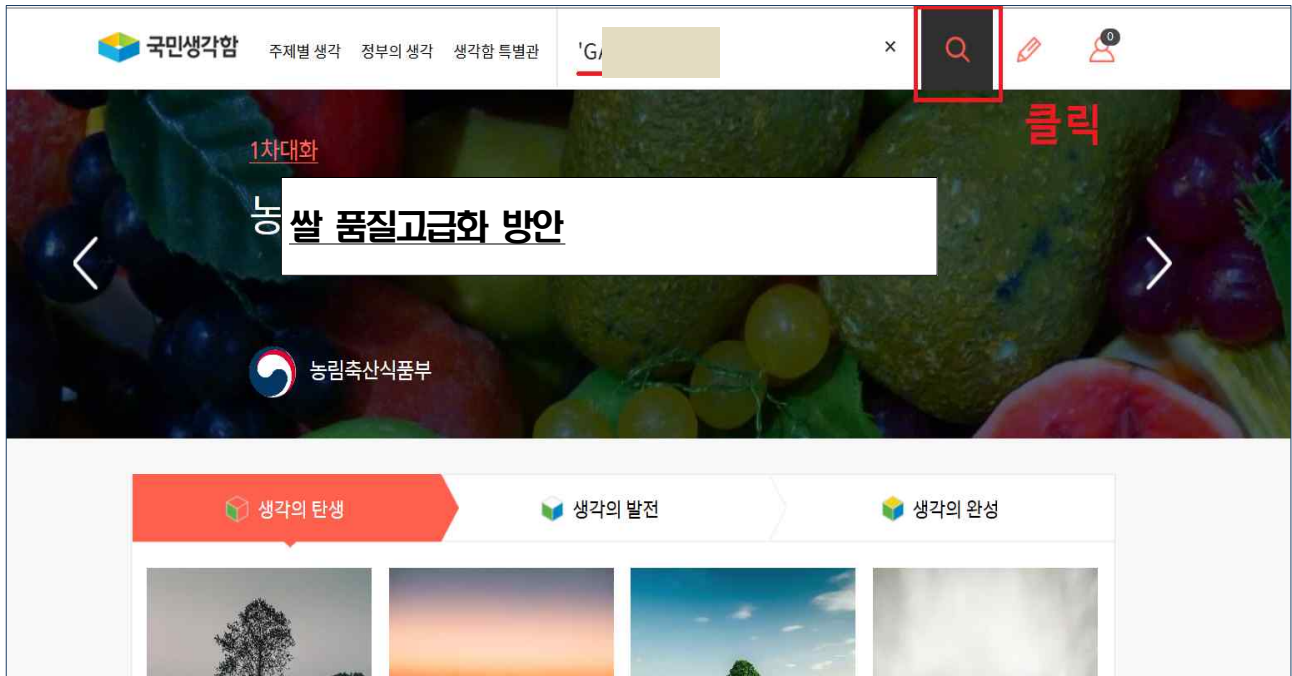 국민생각함 주제별 생각 정부의 생각 생각함 특별관 'GA × 0
클릭
1차대화
농 쌀 품질고급화 방안
농림축산식품부
생각의 탄생 생각의 발전 생각의 완성